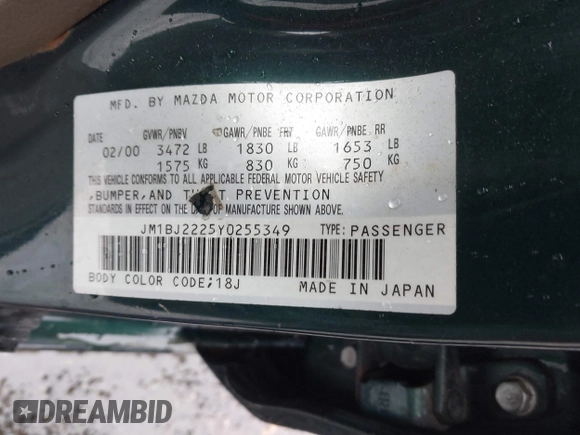 MFD. BY MAZDA MOTOR CORPORATION
DATE GVWR/PNBV GAWR/PNBE FRT GAWR/PNBE RR
02/00 3472 LB 1830 LB 1653 LB
1575 KG 830 KG 750 KG
THIS VEHICLE CONFORMS TO ALL APPLICABLE FEDERAL MOTOR VEHICLE SAFETY
,BUMPER,AND PREVENTION
STANDARDS IN EFFECT ON THE DATE OF MANUFACTURE SHOWN ABOVE.
JM1BJ2225Y0255349 TYPE: PASSENGER
BODY COLOR CODE;18J MADE IN JAPAN
DREAMBID